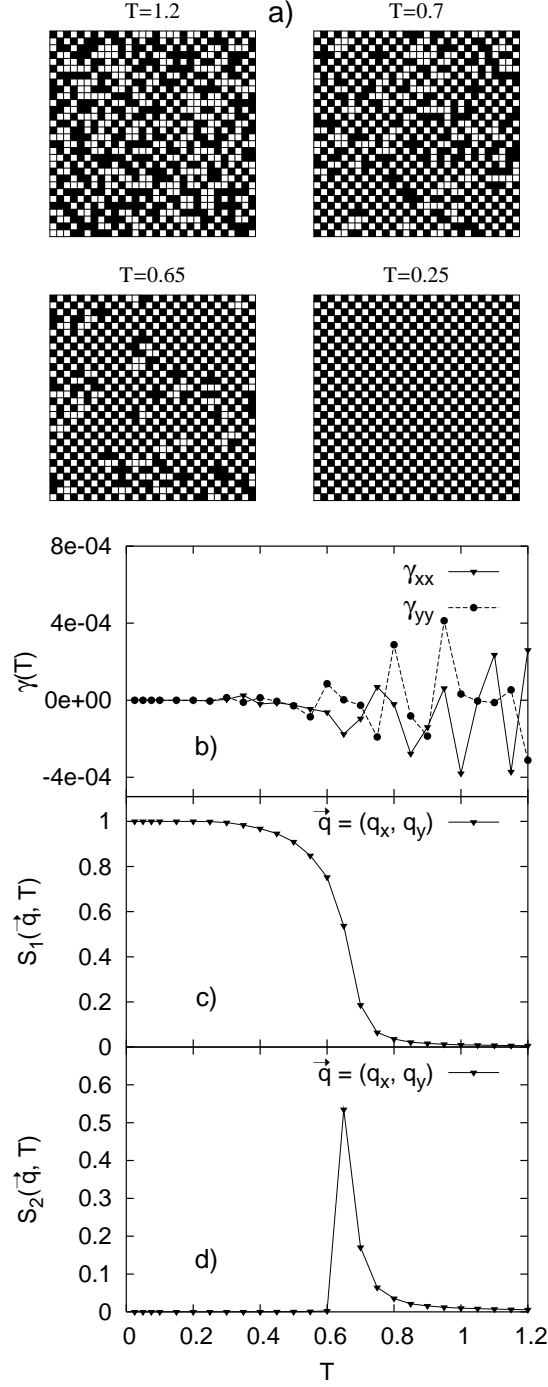 T=1.2
a)
T=0.7
T=0.65
T=0.25
8e-04
4e-04
0e+00
-4e-04
γ(T)
γxx
γyy
b)
1
0.8
0.6
0.4
0.2
0
S1(q, T)
q = (qx, qy)
c)
0.6
0.5
0.4
0.3
0.2
0.1
0
S2(q, T)
q = (qx, qy)
d)
0 0.2 0.4 0.6 0.8 1 1.2
T